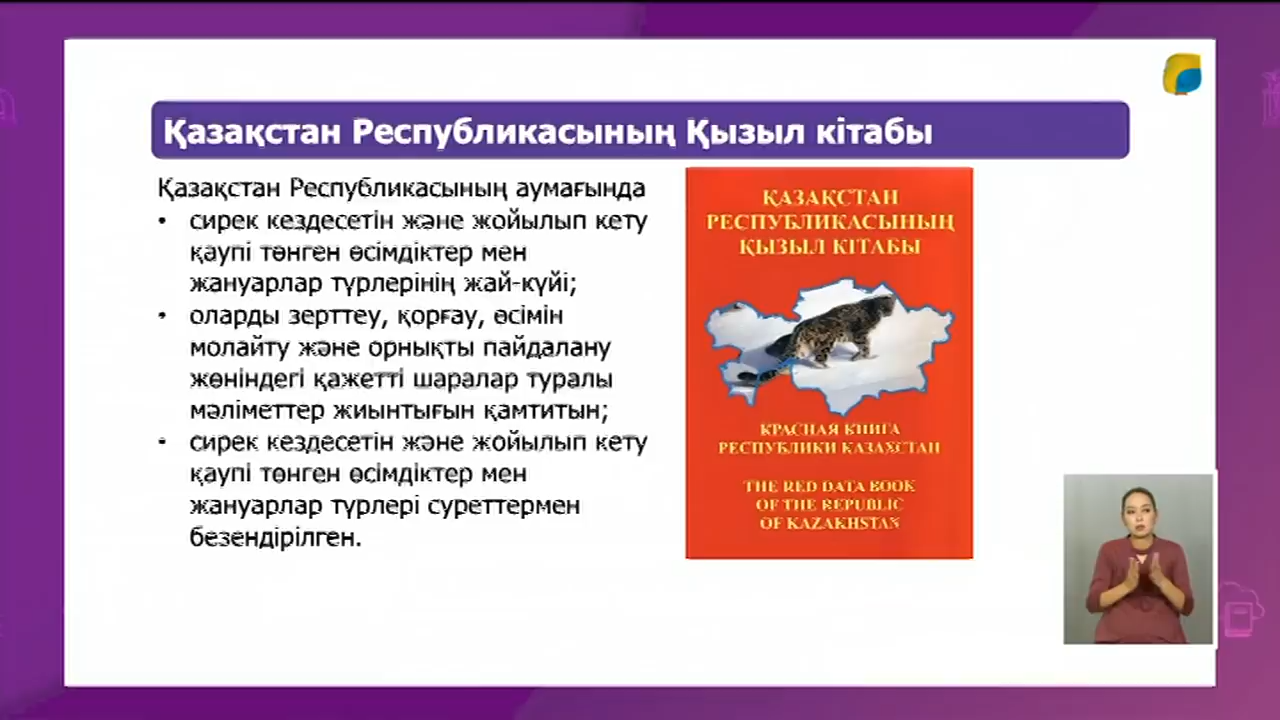 Қазақстан Республикасының Қызыл кітабы
Қазақстан Республикасының аумағында
• сирек кездесетін және жойылып кету
қаупі төнген өсімдіктер мен
жануарлар түрлерінің жай-күйі;
• оларды зерттеу, қорғау, өсімін
молайту және орнықты пайдалану
жөніндегі қажетті шаралар туралы
мәліметтер жиынтығын қамтитын;
• сирек кездесетін және жойылып кету
қаупі төнген өсімдіктер мен
жануарлар түрлері суреттермен
безендірілген.
ҚАЗАҚСТАН
РЕСПУБЛИКАСЫНЫҢ
ҚЫЗЫЛ КІТАБЫ
КРАСНАЯ КНИГА
РЕСПУБЛИКИ КАЗАХСТАН
THE RED DATA BOOK
OF THE REPUBLIC
OF KAZAKHSTAN